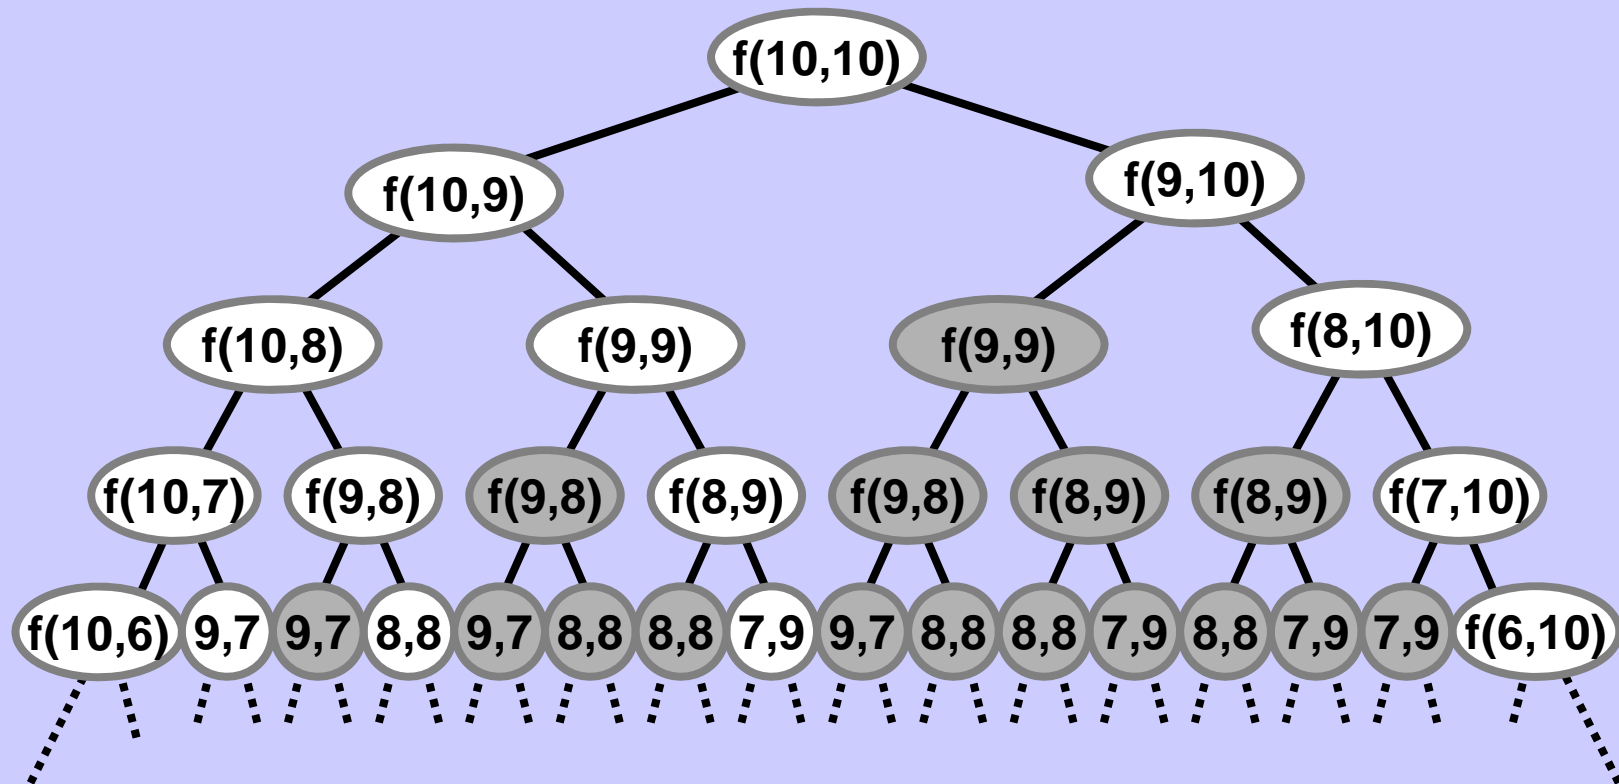 f(10,10)
f(10,9)
f(9,10)
f(10,8)
f(9,9)
f(9,9)
f(8,10)
f(10,7)
f(9,8)
f(9,8)
f(8,9)
f(9,8)
f(8,9)
f(8,9)
f(7,10)
f(10,6)
9,7
9,7
8,8
9,7
8,8
8,8
7,9
9,7
8,8
8,8
7,9
8,8
7,9
7,9
f(6,10)